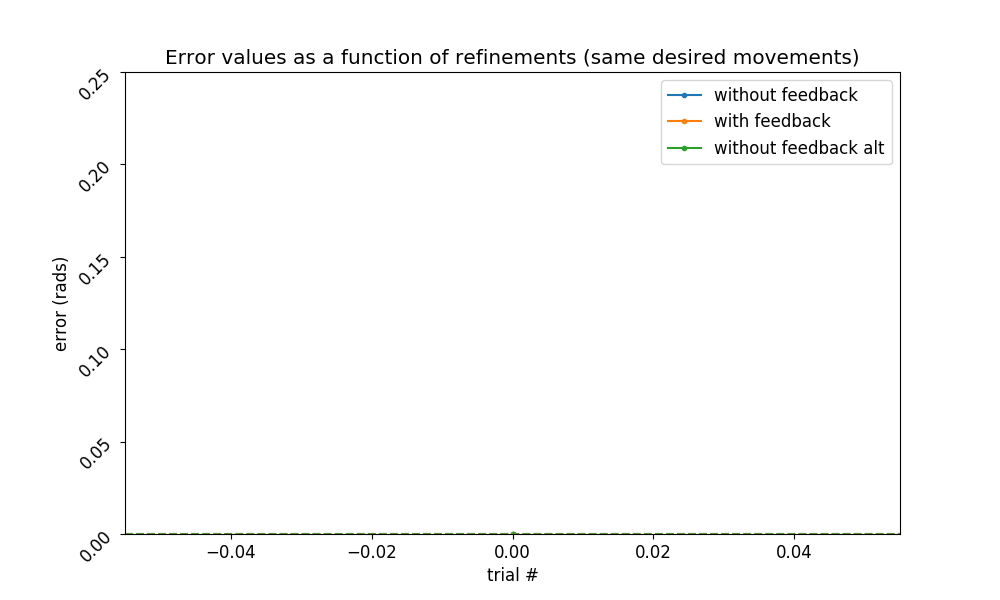 Error values as a function of refinements (same desired movements)
without feedback
with feedback
without feedback alt
error (rads)
0.25
0.20
0.15
0.10
0.05
0.00
−0.04 −0.02 0.00 0.02 0.04
trial #